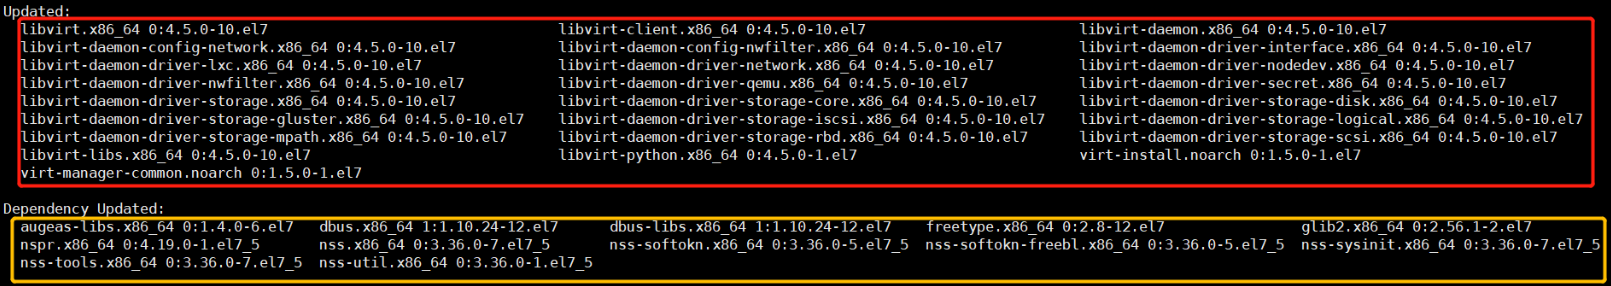 Updated:
libvirt.x86_64 0:4.5.0-10.el7 libvirt-client.x86_64 0:4.5.0-10.el7 libvirt-daemon.x86_64 0:4.5.0-10.el7
libvirt-daemon-config-network.x86_64 0:4.5.0-10.el7 libvirt-daemon-config-nwfilter.x86_64 0:4.5.0-10.el7 libvirt-daemon-driver-interface.x86_64 0:4.5.0-10.el7
libvirt-daemon-driver-lxc.x86_64 0:4.5.0-10.el7 libvirt-daemon-driver-network.x86_64 0:4.5.0-10.el7 libvirt-daemon-driver-nodedev.x86_64 0:4.5.0-10.el7
libvirt-daemon-driver-nwfilter.x86_64 0:4.5.0-10.el7 libvirt-daemon-driver-qemu.x86_64 0:4.5.0-10.el7 libvirt-daemon-driver-secret.x86_64 0:4.5.0-10.el7
libvirt-daemon-driver-storage.x86_64 0:4.5.0-10.el7 libvirt-daemon-driver-storage-core.x86_64 0:4.5.0-10.el7 libvirt-daemon-driver-storage-disk.x86_64 0:4.5.0-10.el7
libvirt-daemon-driver-storage-gluster.x86_64 0:4.5.0-10.el7 libvirt-daemon-driver-storage-iscsi.x86_64 0:4.5.0-10.el7 libvirt-daemon-driver-storage-logical.x86_64 0:4.5.0-10.el7
libvirt-daemon-driver-storage-mpath.x86_64 0:4.5.0-10.el7 libvirt-daemon-driver-storage-rbd.x86_64 0:4.5.0-10.el7 libvirt-daemon-driver-storage-scsi.x86_64 0:4.5.0-10.el7
libvirt-libs.x86_64 0:4.5.0-10.el7 libvirt-python.x86_64 0:4.5.0-1.el7 virt-install.noarch 0:1.5.0-1.el7
virt-manager-common.noarch 0:1.5.0-1.el7
Dependency Updated:
augeas-libs.x86_64 0:1.4.0-6.el7 dbus.x86_64 1:1.10.24-12.el7 dbus-libs.x86_64 1:1.10.24-12.el7 freetype.x86_64 0:2.8-12.el7 glib2.x86_64 0:2.56.1-2.el7
nspr.x86_64 0:4.19.0-1.el7_5 nss.x86_64 0:3.36.0-7.el7_5 nss-softokn.x86_64 0:3.36.0-5.el7_5 nss-softokn-freebl.x86_64 0:3.36.0-5.el7_5 nss-sysinit.x86_64 0:3.36.0-7.el7_5
nss-tools.x86_64 0:3.36.0-7.el7_5 nss-util.x86_64 0:3.36.0-1.el7_5